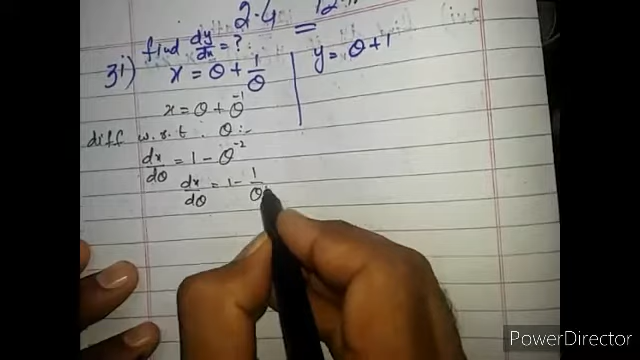 2.4
find dy/dx = ?
3i) x = θ + 1/θ
y = θ + 1
x = θ + θ⁻¹
diff w.r.t. θ:-
dx/dθ = 1 - θ⁻²
dx/dθ = 1 - 1/θ
PowerDirector